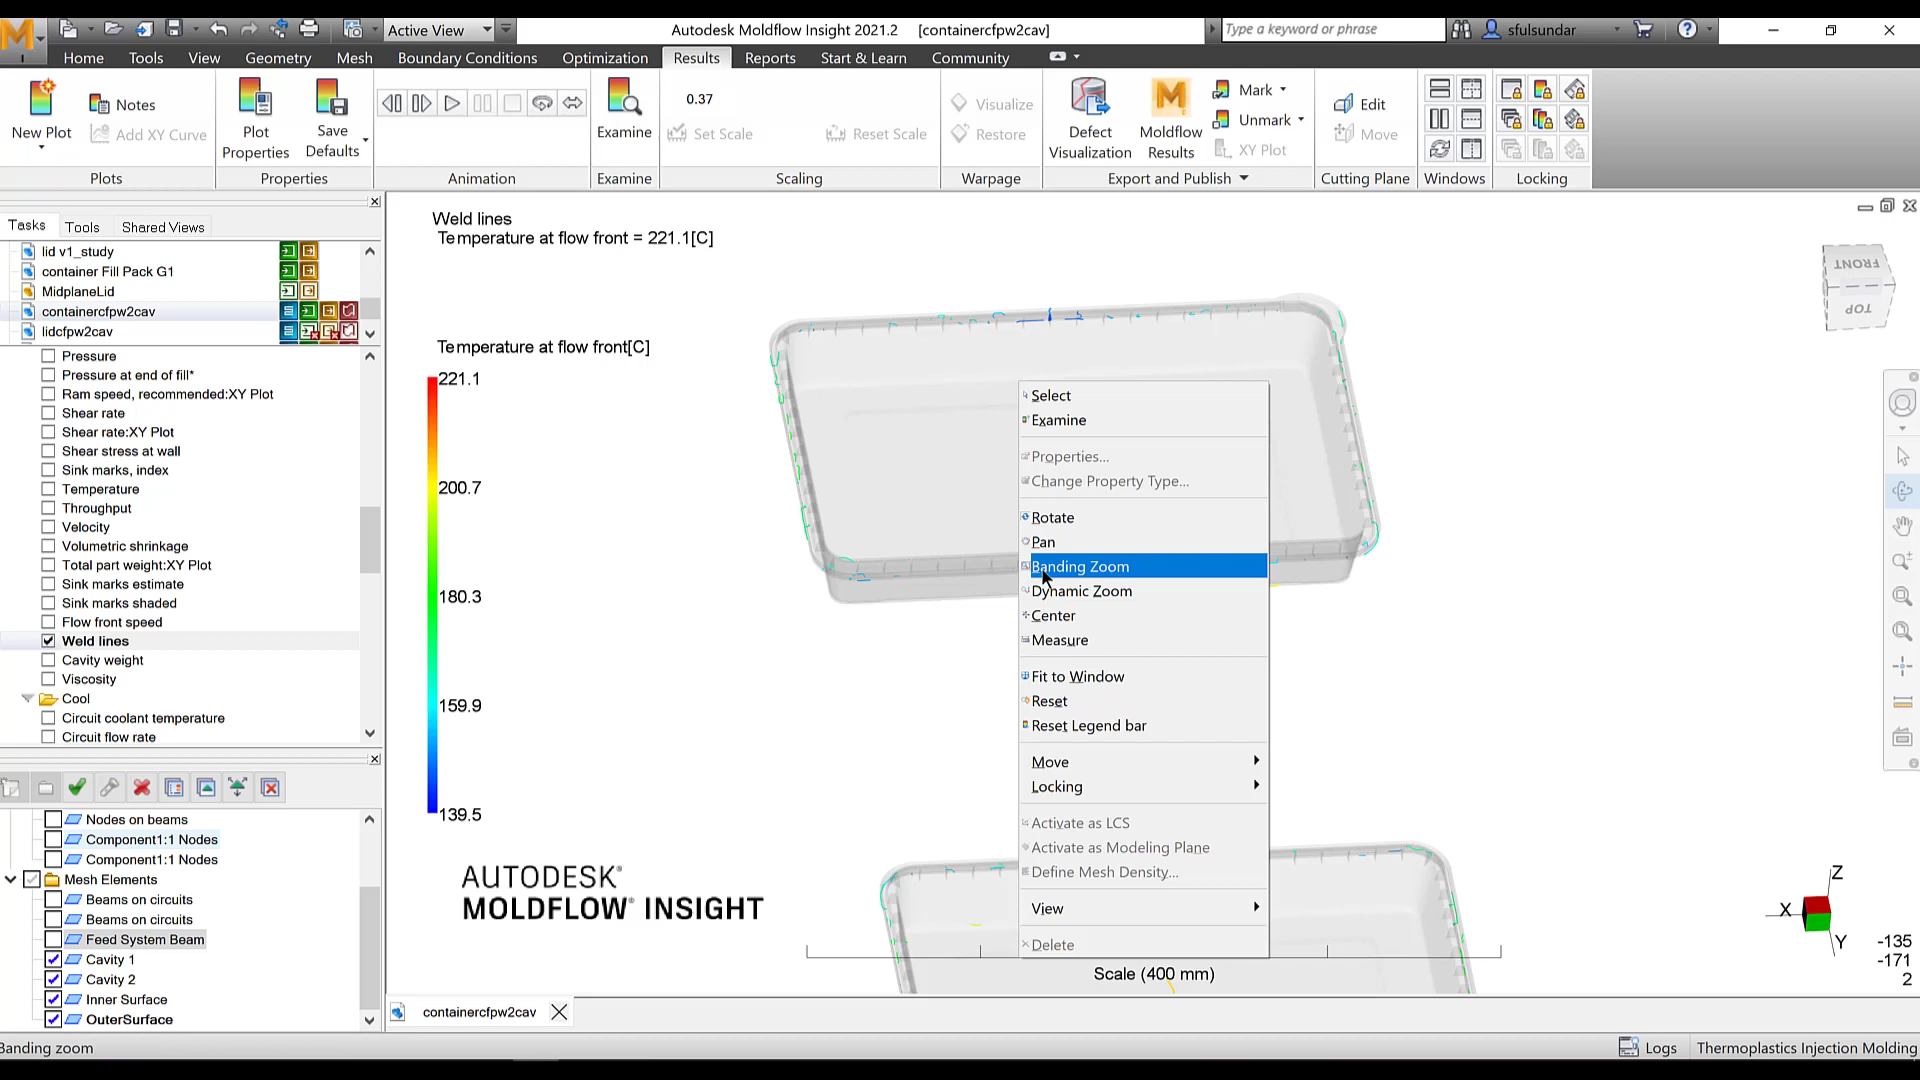 Active View
Autodesk Moldflow Insight 2021.2 [containercfpw2cav]
Type a keyword or phrase
sfulsundar
Home Tools View Geometry Mesh Boundary Conditions Optimization Results Reports Start & Learn Community
New Plot
Notes
Add XY Curve
Plot Properties
Save Defaults
Examine
0.37
Set Scale
Reset Scale
Visualize
Restore
Defect Visualization
Moldflow Results
Mark
Unmark
XY Plot
Edit
Move
Plots Properties Animation Examine Scaling Warpage Export and Publish Cutting Plane Windows Locking
Tasks Tools Shared Views
lid v1_study
container Fill Pack G1
MidplaneLid
containercfpw2cav
lidcfpw2cav
Pressure
Pressure at end of fill*
Ram speed, recommended:XY Plot
Shear rate
Shear rate:XY Plot
Shear stress at wall
Sink marks, index
Temperature
Throughput
Velocity
Volumetric shrinkage
Total part weight:XY Plot
Sink marks estimate
Sink marks shaded
Flow front speed
Weld lines
Cavity weight
Viscosity
Cool
Circuit coolant temperature
Circuit flow rate
Nodes on beams
Component1:1 Nodes
Component1:1 Nodes
Mesh Elements
Beams on circuits
Beams on circuits
Feed System Beam
Cavity 1
Cavity 2
Inner Surface
OuterSurface
Weld lines
Temperature at flow front = 221.1[C]
Temperature at flow front[C]
221.1
200.7
180.3
159.9
139.5
AUTODESK®
MOLDFLOW® INSIGHT
Select
Examine
Properties...
Change Property Type...
Rotate
Pan
Banding Zoom
Dynamic Zoom
Center
Measure
Fit to Window
Reset
Reset Legend bar
Move
Locking
Activate as LCS
Activate as Modeling Plane
Define Mesh Density...
View
Delete
Scale (400 mm)
FRONT
TOP
Z
X
Y
-135
-171
2
containercfpw2cav
Banding zoom
Logs
Thermoplastics Injection Molding